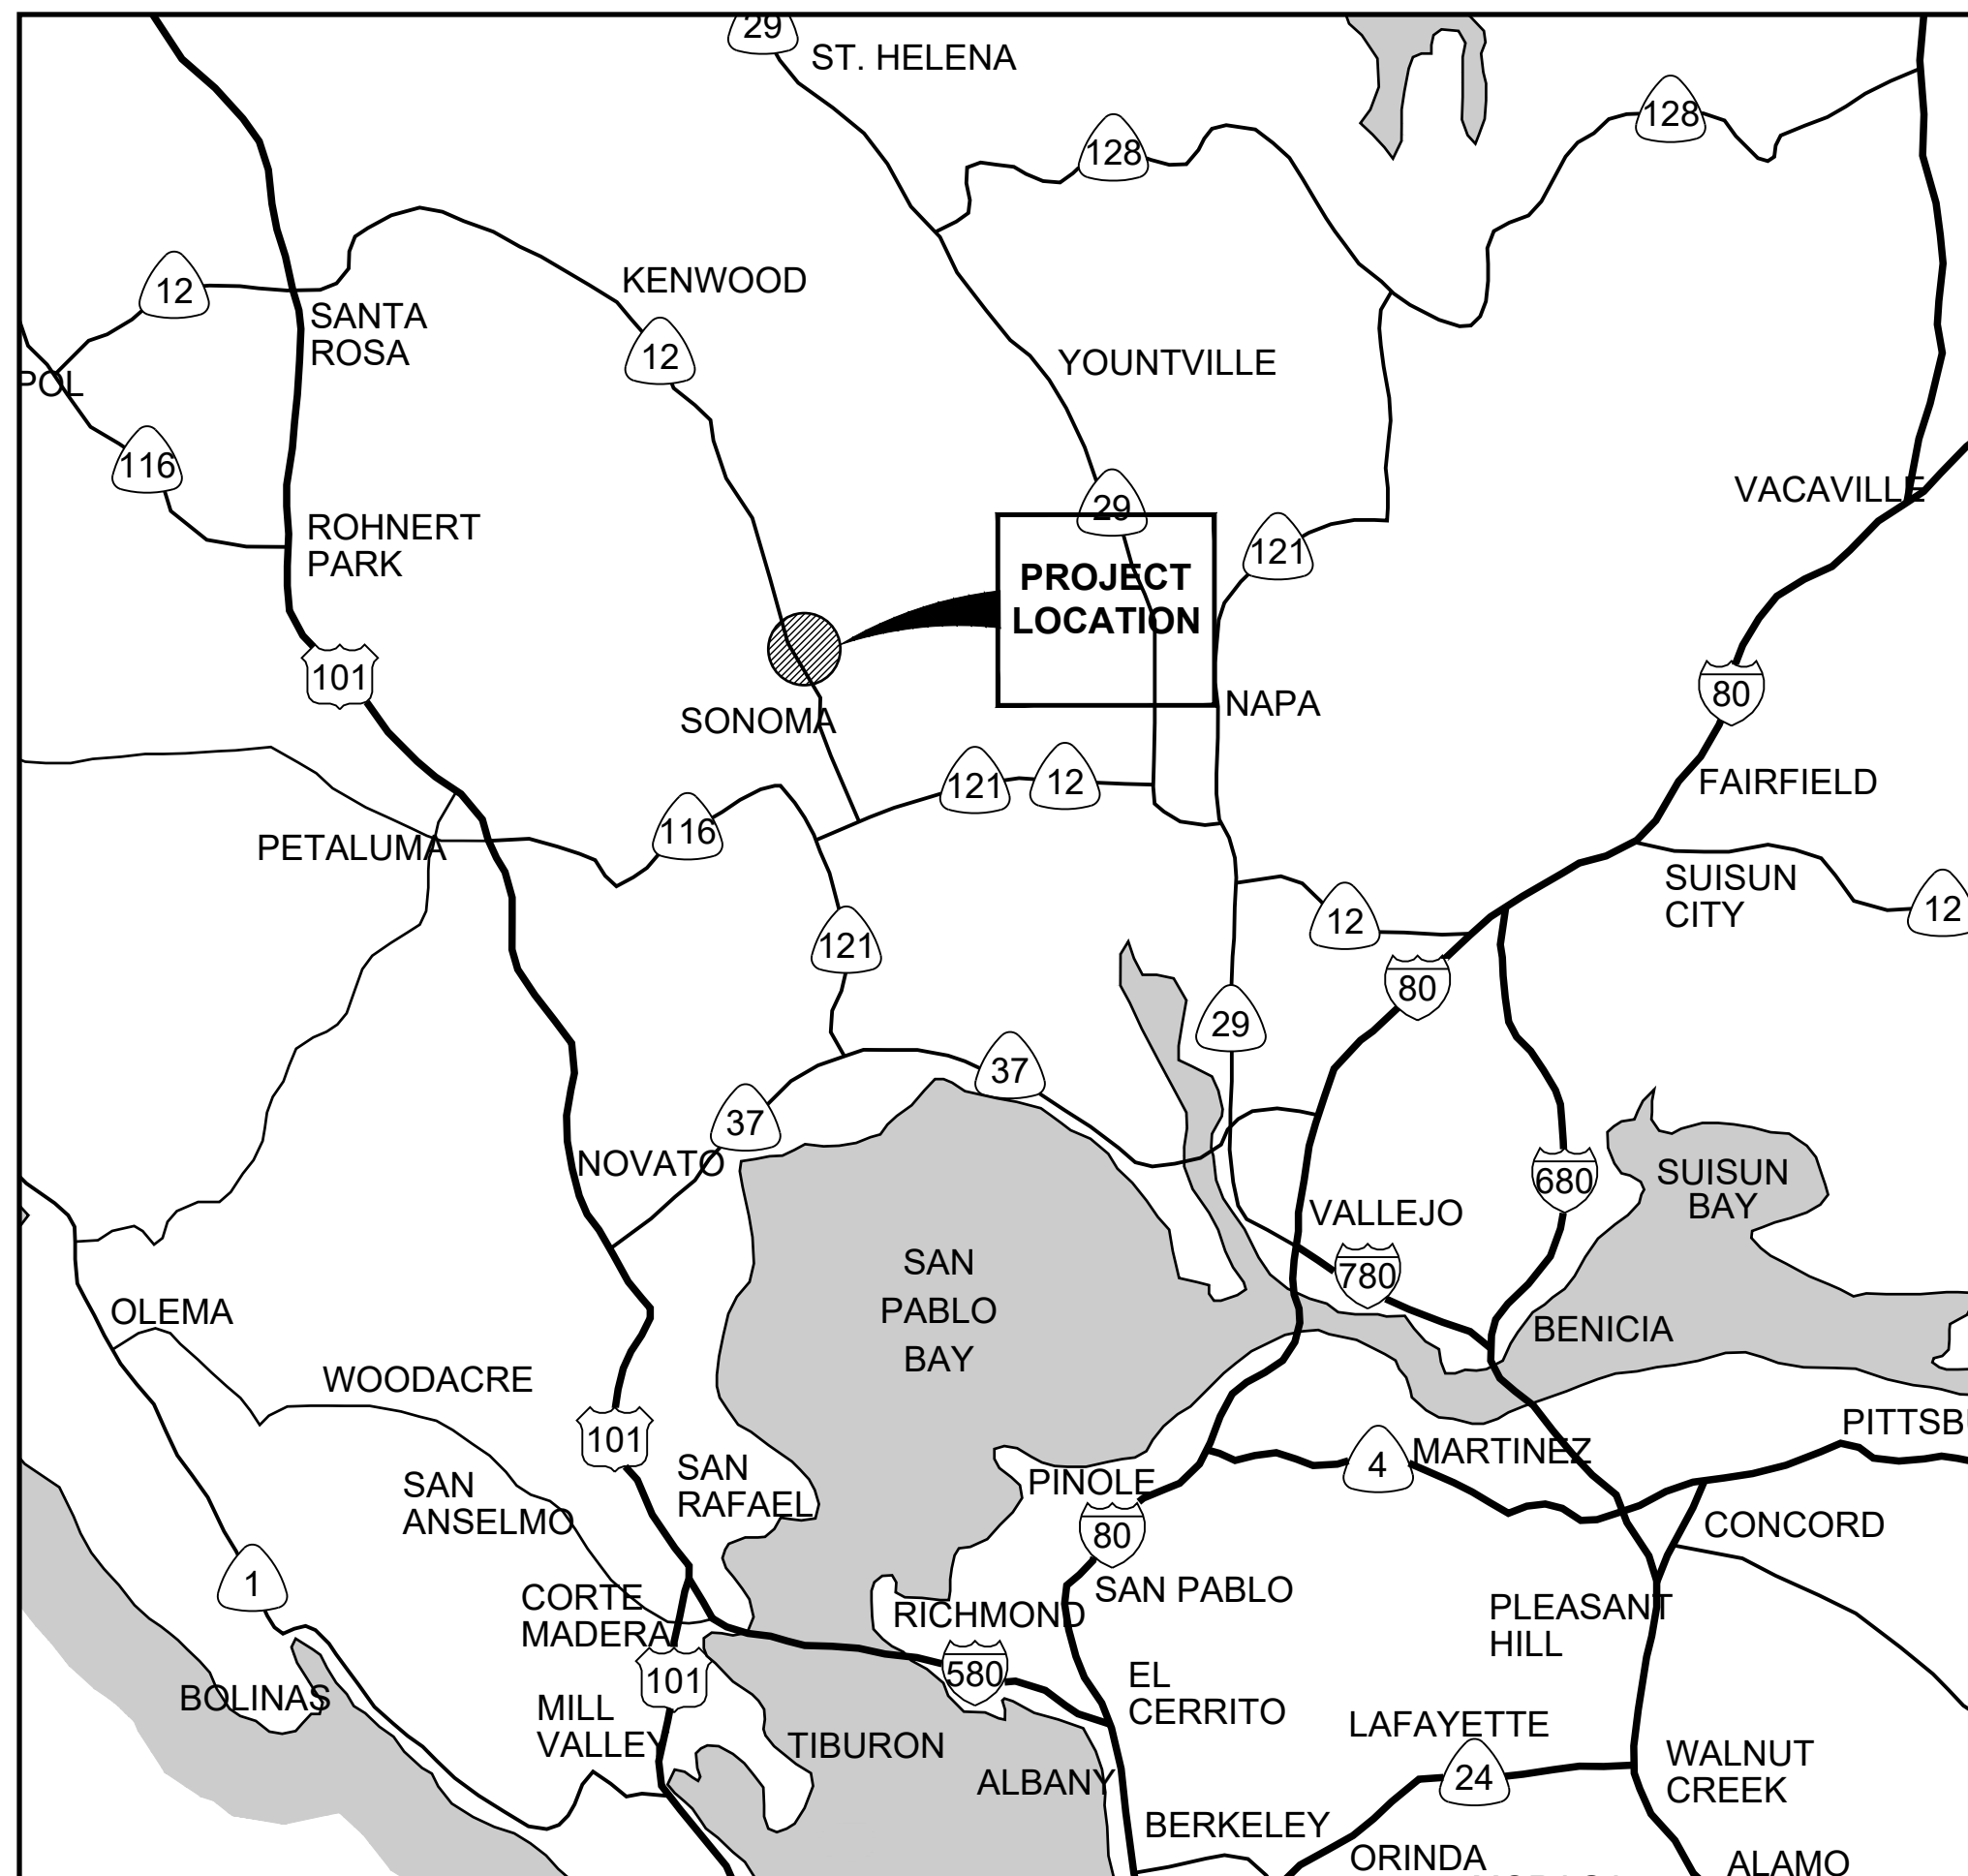 29
ST. HELENA
128
128
12
KENWOOD
SANTA
ROSA
12
YOUNTVILLE
POL
116
VACAVILLE
29
ROHNERT
PARK
121
PROJECT
LOCATION
101
80
NAPA
SONOMA
121
12
FAIRFIELD
116
PETALUMA
SUISUN
CITY
12
12
121
80
29
37
37
NOVATO
680
SUISUN
BAY
VALLEJO
SAN
PABLO
BAY
780
OLEMA
BENICIA
WOODACRE
PITTSBU
101
4
MARTINEZ
SAN
RAFAEL
PINOLE
SAN
ANSELMO
80
CONCORD
1
SAN PABLO
CORTE
MADERA
RICHMOND
PLEASANT
HILL
101
580
EL
CERRITO
BOLINAS
MILL
VALLEY
LAFAYETTE
TIBURON
WALNUT
CREEK
ALBANY
24
BERKELEY
ORINDA
ALAMO